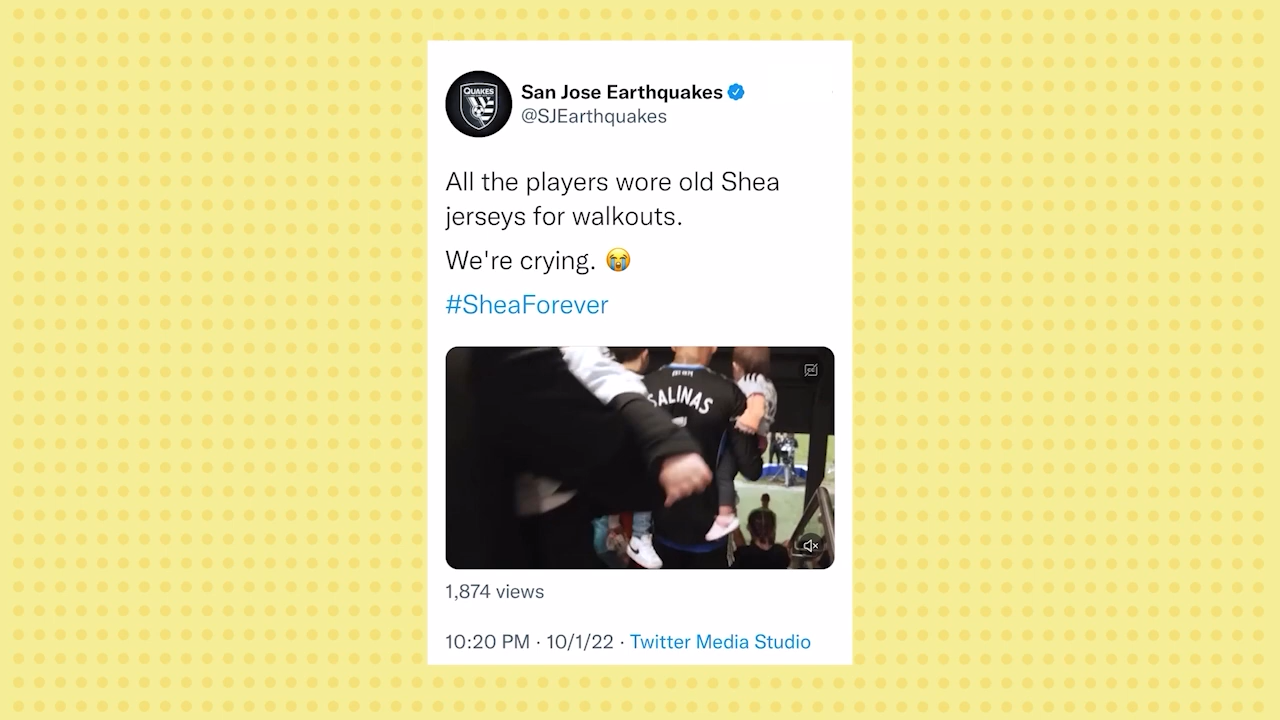 QUAKES
San Jose Earthquakes
@SJEarthquakes
All the players wore old Shea
jerseys for walkouts.
We're crying. 😭
#SheaForever
SALINAS
1,874 views
10:20 PM · 10/1/22 · Twitter Media Studio